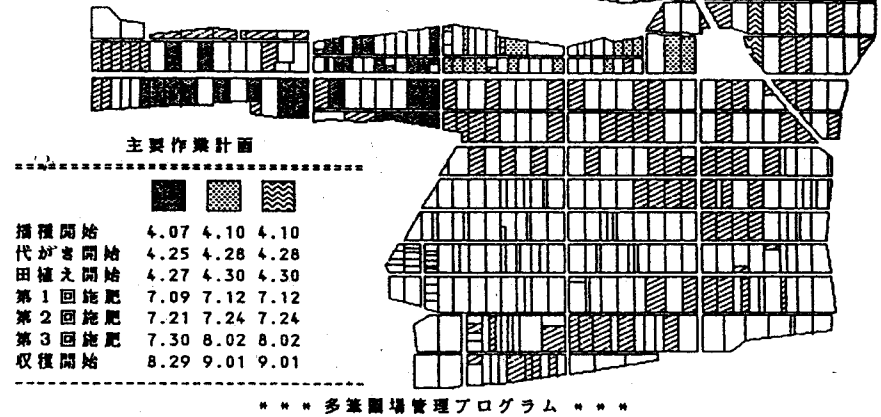 主要作業計画
播種開始 4.07 4.10 4.10
代がき開始 4.25 4.28 4.28
田植え開始 4.27 4.30 4.30
第1回施肥 7.09 7.12 7.12
第2回施肥 7.21 7.24 7.24
第3回施肥 7.30 8.02 8.02
収穫開始 8.29 9.01 9.01
* * * 多筆圃場管理プログラム * * *